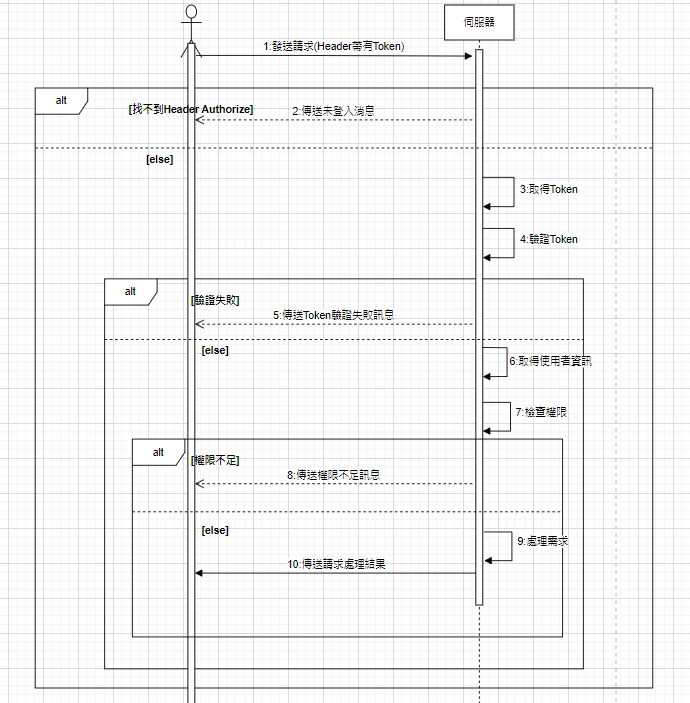 伺服器
1:發送請求(Header帶有Token)
alt
[找不到Header Authorize]
2:傳送未登入消息
[else]
3:取得Token
4:驗證Token
alt
[驗證失敗]
5:傳送Token驗證失敗訊息
[else]
6:取得使用者資訊
7:檢查權限
alt
[權限不足]
8:傳送權限不足訊息
[else]
9:處理需求
10:傳送請求處理結果